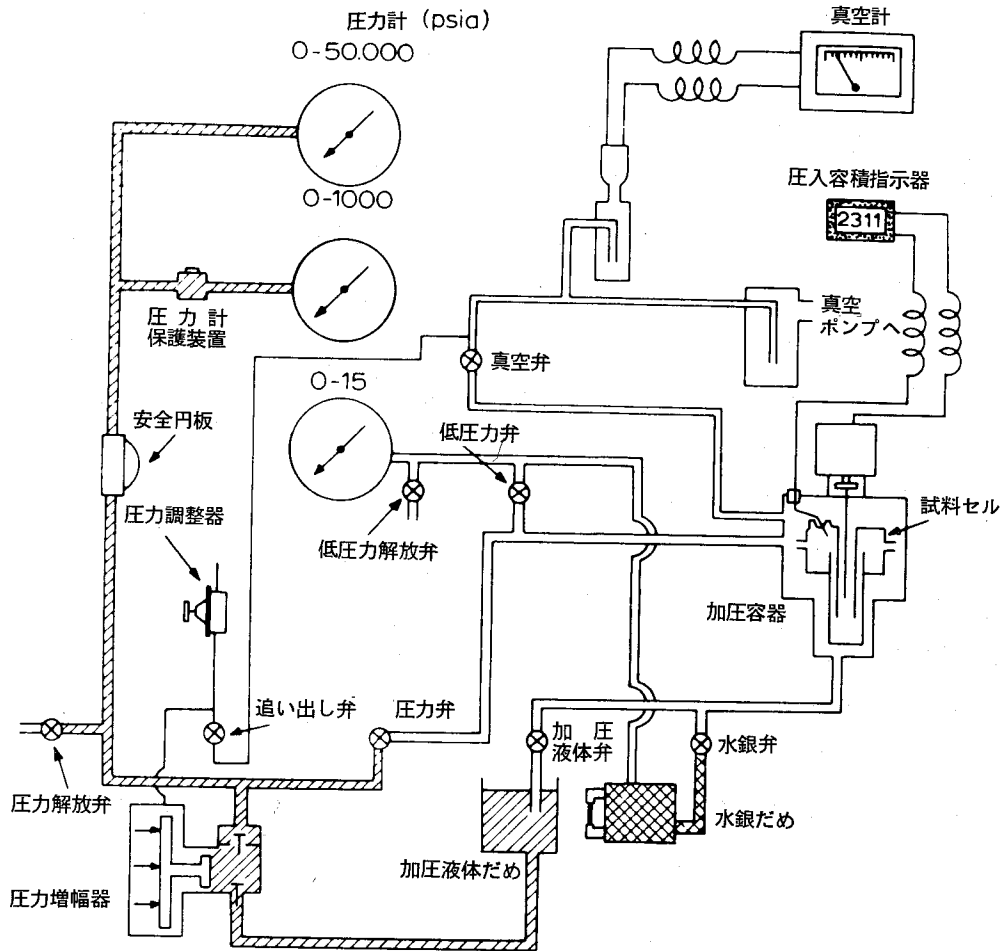 圧力計 (psia)
0-50.000
真空計
0-1000
圧入容積指示器
2311
圧力計
保護装置
真空
ポンプへ
真空弁
0-15
安全円板
低圧力弁
圧力調整器
試料セル
低圧力解放弁
加圧容器
追い出し弁
圧力弁
加圧
液体弁
水銀弁
圧力解放弁
水銀だめ
加圧液体だめ
圧力増幅器